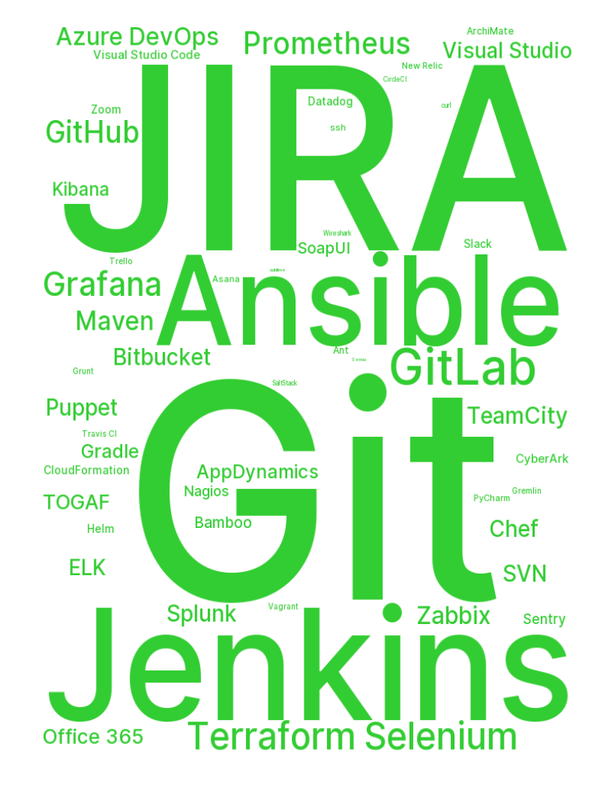 Azure DevOps
Visual Studio Code
Prometheus
ArchiMate
Visual Studio
New Relic
CircleCI
JIRA
Zoom
Datadog
curl
GitHub
ssh
Kibana
Wireshark
SoapUI
Slack
Trello
Ansible
Asana
Grafana
Maven
Bitbucket
Ant
GitLab
Grunt
SaltStack
Git
Puppet
TeamCity
Travis CI
Gradle
CyberArk
CloudFormation
AppDynamics
Nagios
Gremlin
PyCharm
TOGAF
Bamboo
Helm
Chef
ELK
SVN
Splunk
Vagrant
Zabbix
Sentry
Jenkins
Office 365
Terraform
Selenium